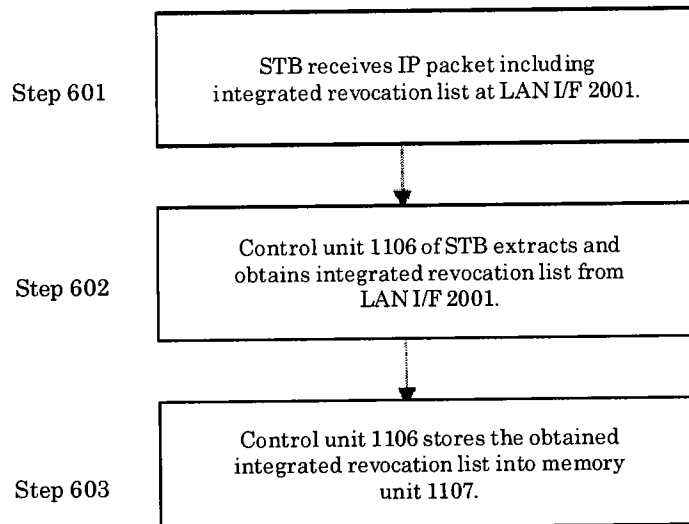 Step 601
STB receives IP packet including
integrated revocation list at LAN I/F 2001.
Step 602
Control unit 1106 of STB extracts and
obtains integrated revocation list from
LAN I/F 2001.
Step 603
Control unit 1106 stores the obtained
integrated revocation list into memory
unit 1107.